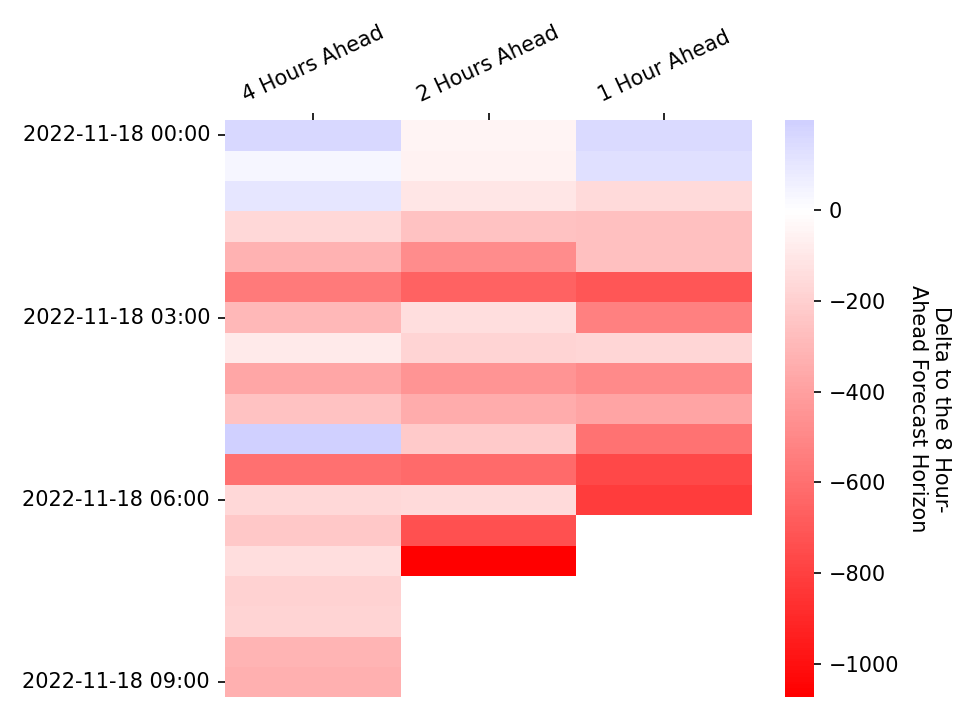 4 Hours Ahead
2 Hours Ahead
1 Hour Ahead
2022-11-18 00:00
2022-11-18 03:00
2022-11-18 06:00
2022-11-18 09:00
0
−200
−400
−600
−800
−1000
Delta to the 8 Hour-
Ahead Forecast Horizon